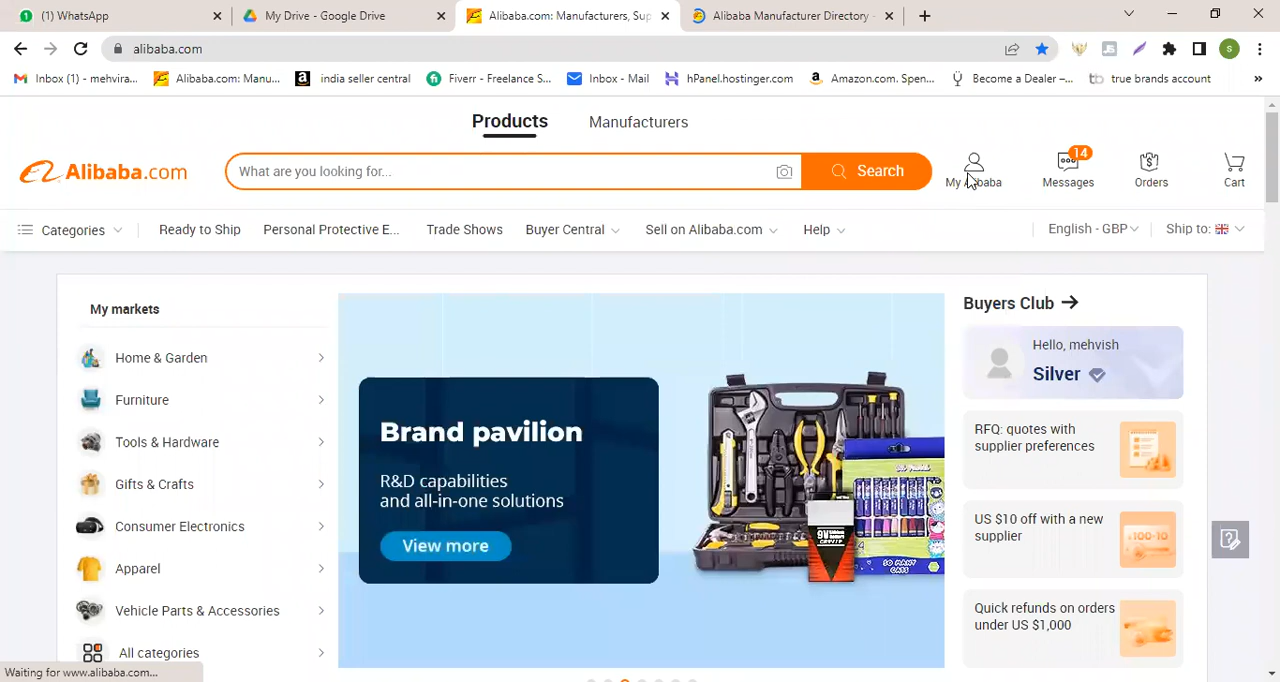 (1) WhatsApp
My Drive - Google Drive
Alibaba.com: Manufacturers, Sup
Alibaba Manufacturer Directory -
alibaba.com
Inbox (1) - mehvira...
Alibaba.com: Manu...
india seller central
Fiverr - Freelance S...
Inbox - Mail
hPanel.hostinger.com
Amazon.com. Spen...
Become a Dealer –...
true brands account
»
Products
Manufacturers
Alibaba.com
What are you looking for...
Search
My Alibaba
14
Messages
Orders
Cart
Categories
Ready to Ship
Personal Protective E...
Trade Shows
Buyer Central
Sell on Alibaba.com
Help
English - GBP
Ship to:
My markets
Home & Garden
Furniture
Tools & Hardware
Gifts & Crafts
Consumer Electronics
Apparel
Vehicle Parts & Accessories
All categories
Brand pavilion
R&D capabilities
and all-in-one solutions
View more
9V
SO MANY CATS
Buyers Club
Hello, mehvish
Silver
RFQ: quotes with
supplier preferences
US $10 off with a new
supplier
100-10
Quick refunds on orders
under US $1,000
Waiting for www.alibaba.com...